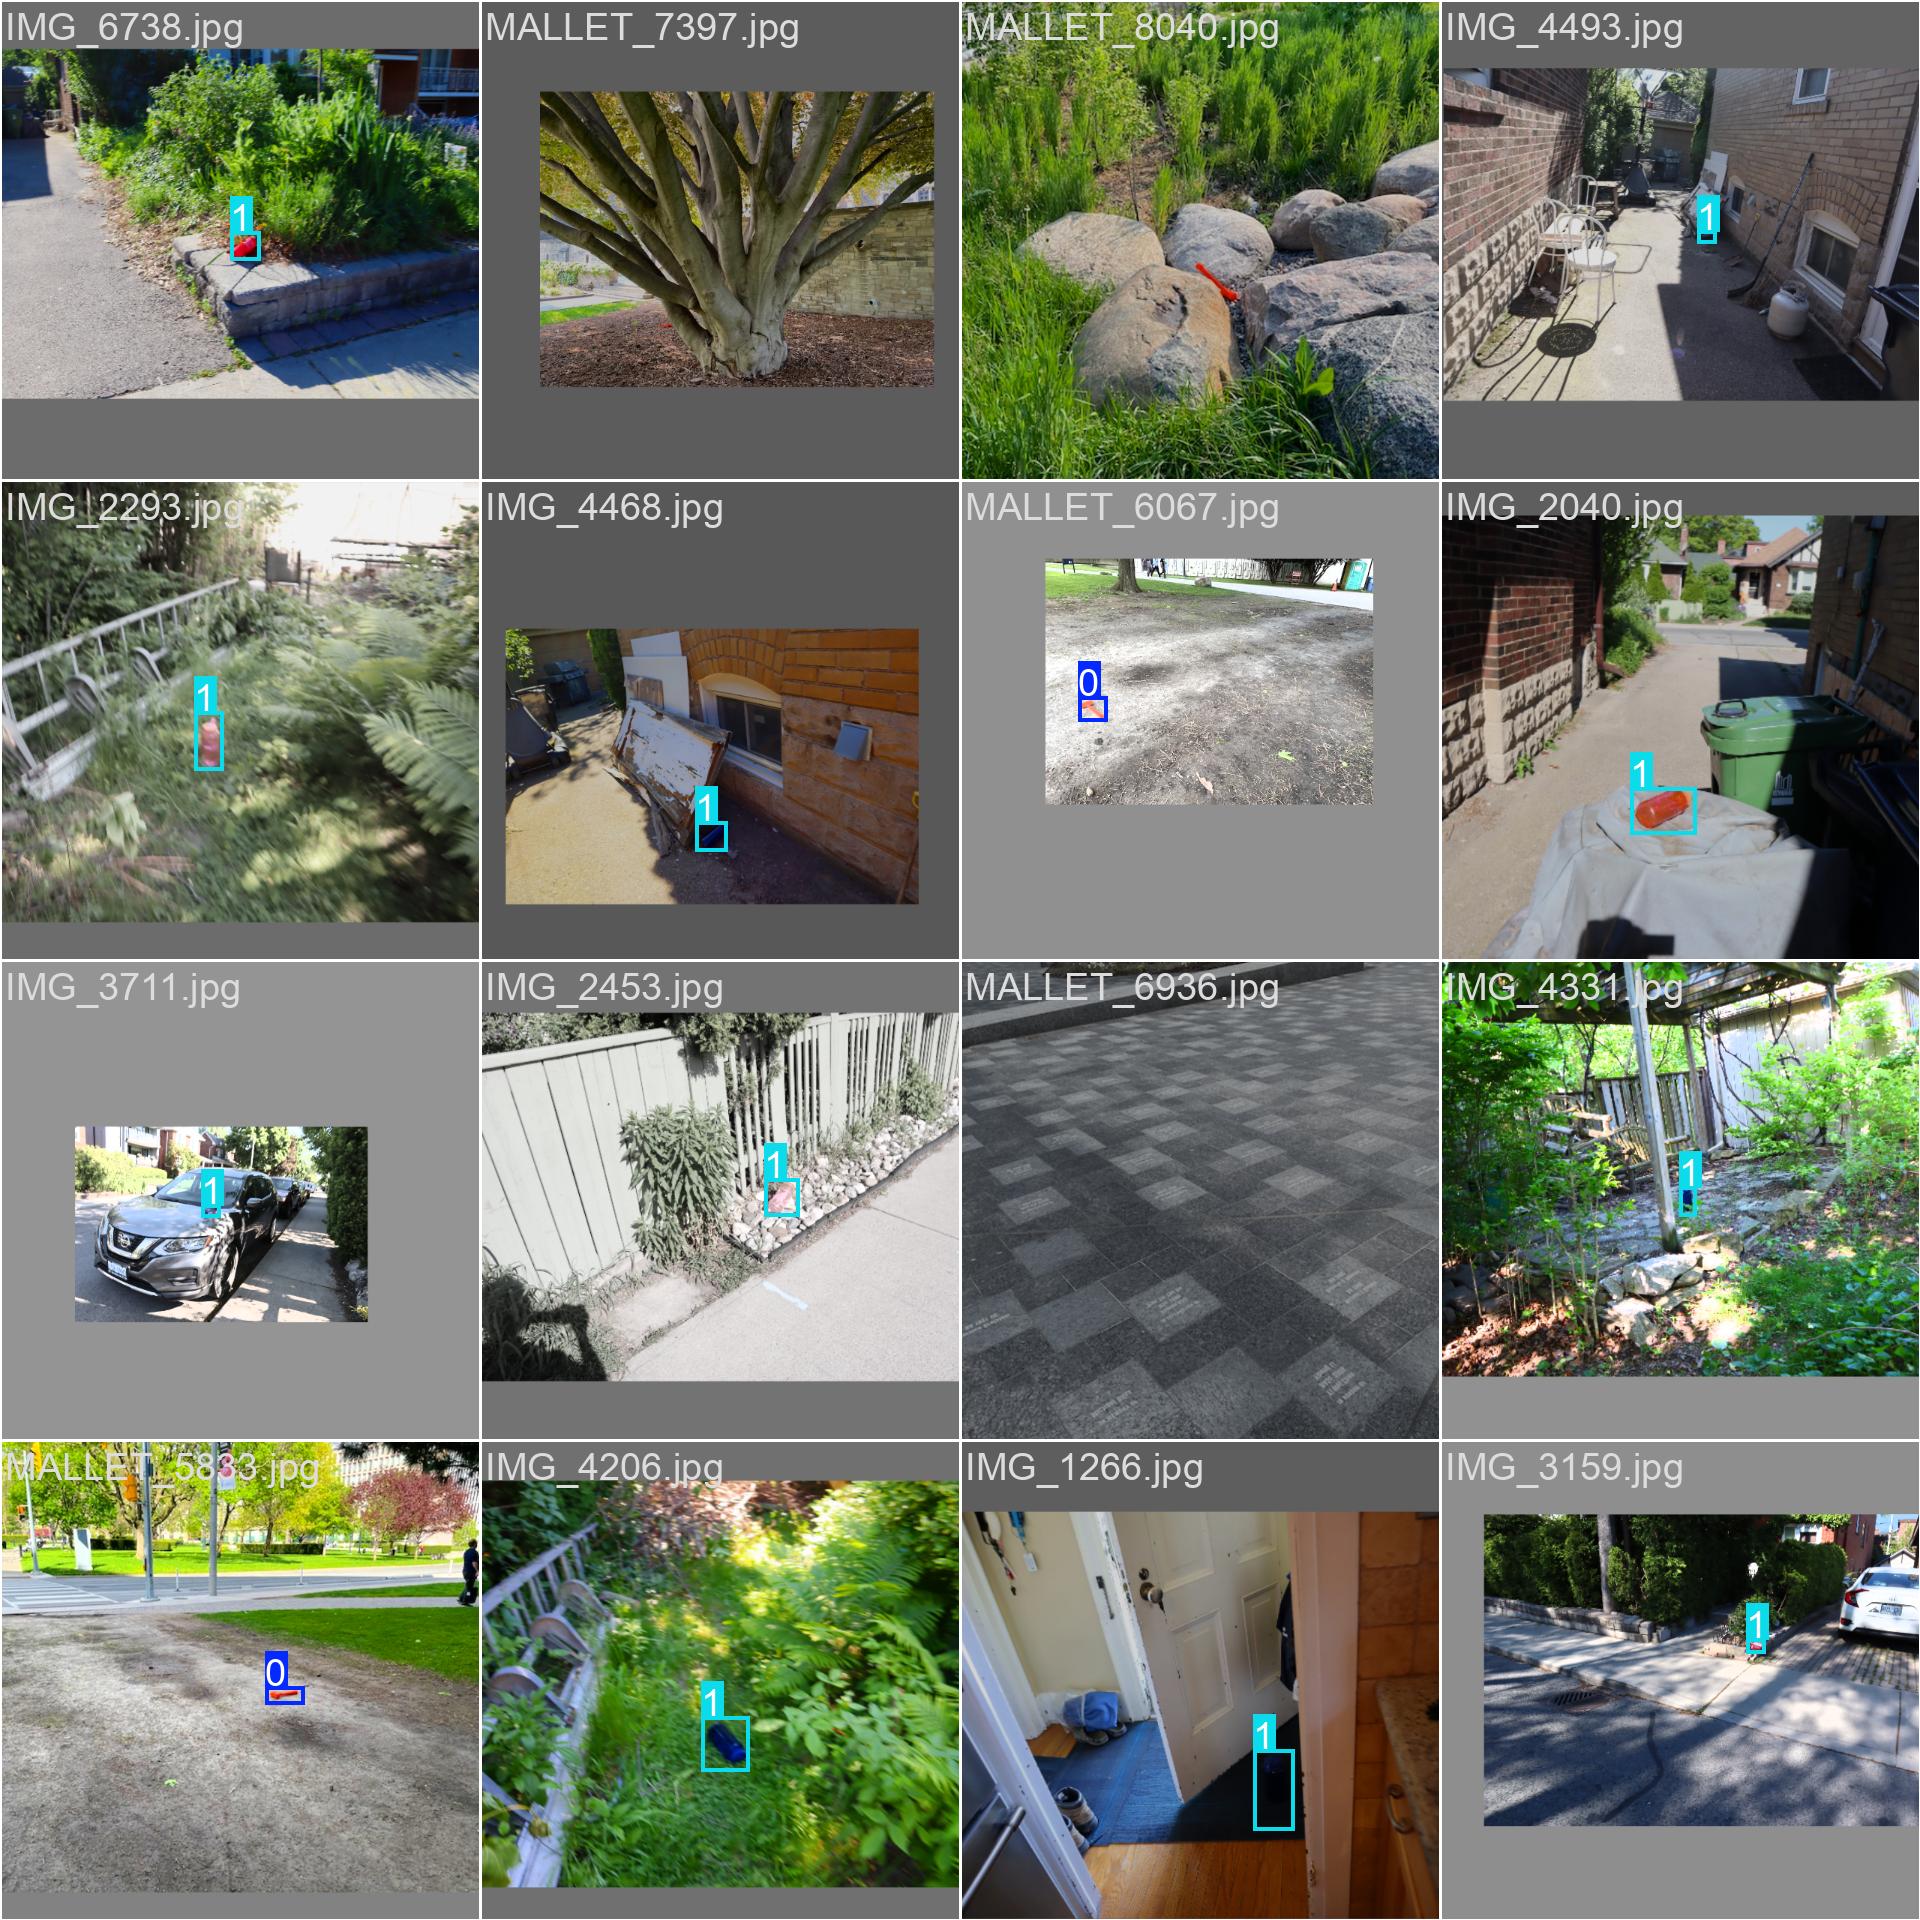 IMG_6738.jpg
MALLET_7397.jpg
MALLET_8040.jpg
IMG_4493.jpg
1
1
IMG_2293.jpg
IMG_4468.jpg
MALLET_6067.jpg
IMG_2040.jpg
1
1
0
1
IMG_3711.jpg
IMG_2453.jpg
MALLET_6936.jpg
IMG_4331.jpg
1
1
1
MALLET_5833.jpg
IMG_4206.jpg
IMG_1266.jpg
IMG_3159.jpg
0
1
1
1